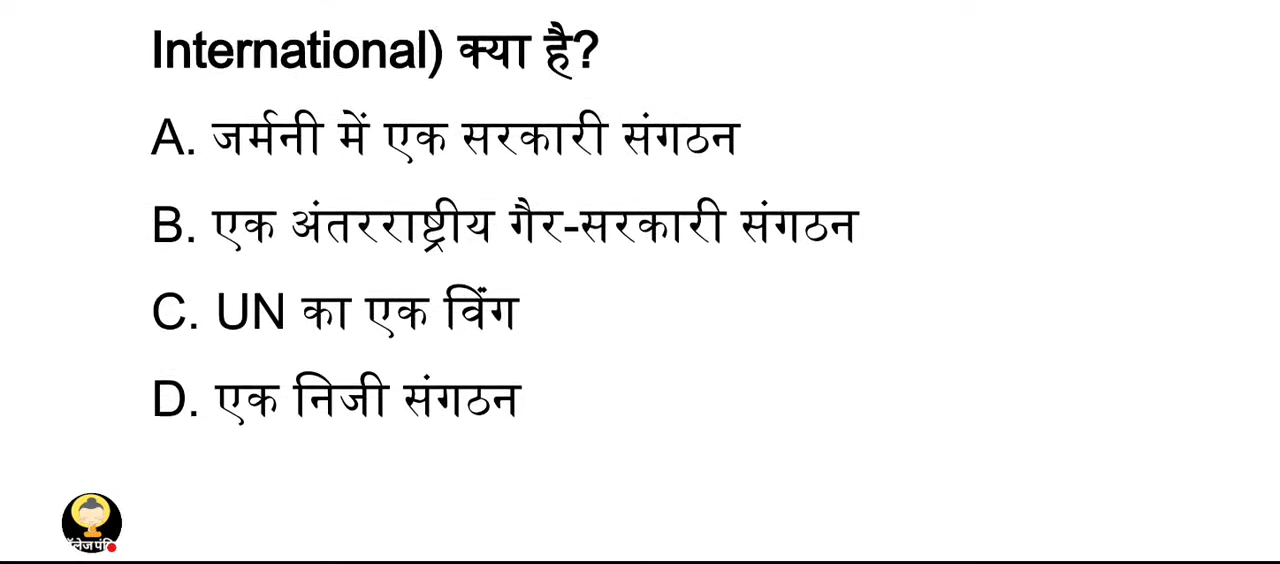 International) क्या है?
A. जर्मनी में एक सरकारी संगठन
B. एक अंतरराष्ट्रीय गैर-सरकारी संगठन
C. UN का एक विंग
D. एक निजी संगठन